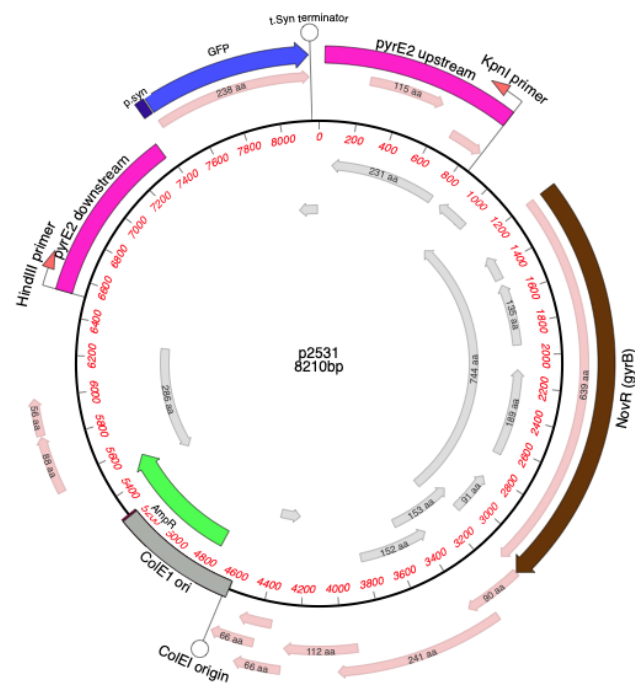 t.Syn terminator
GFP
pyrE2 upstream
KpnI primer
p.syn
238 aa
115 aa
pyrE2 downstream
HindIII primer
0
200
400
600
800
1000
1200
1400
1600
1800
2000
2200
2400
2600
2800
3000
3200
3400
3600
3800
4000
4200
4400
4600
4800
5000
5200
5400
5600
5800
6000
6200
6400
6600
6800
7000
7200
7400
7600
7800
8000
231 aa
135 aa
744 aa
189 aa
639 aa
NovR (gyrB)
p2531
8210bp
286 aa
91 aa
153 aa
152 aa
56 aa
88 aa
AmpR
ColE1 ori
90 aa
241 aa
112 aa
66 aa
66 aa
ColEI origin